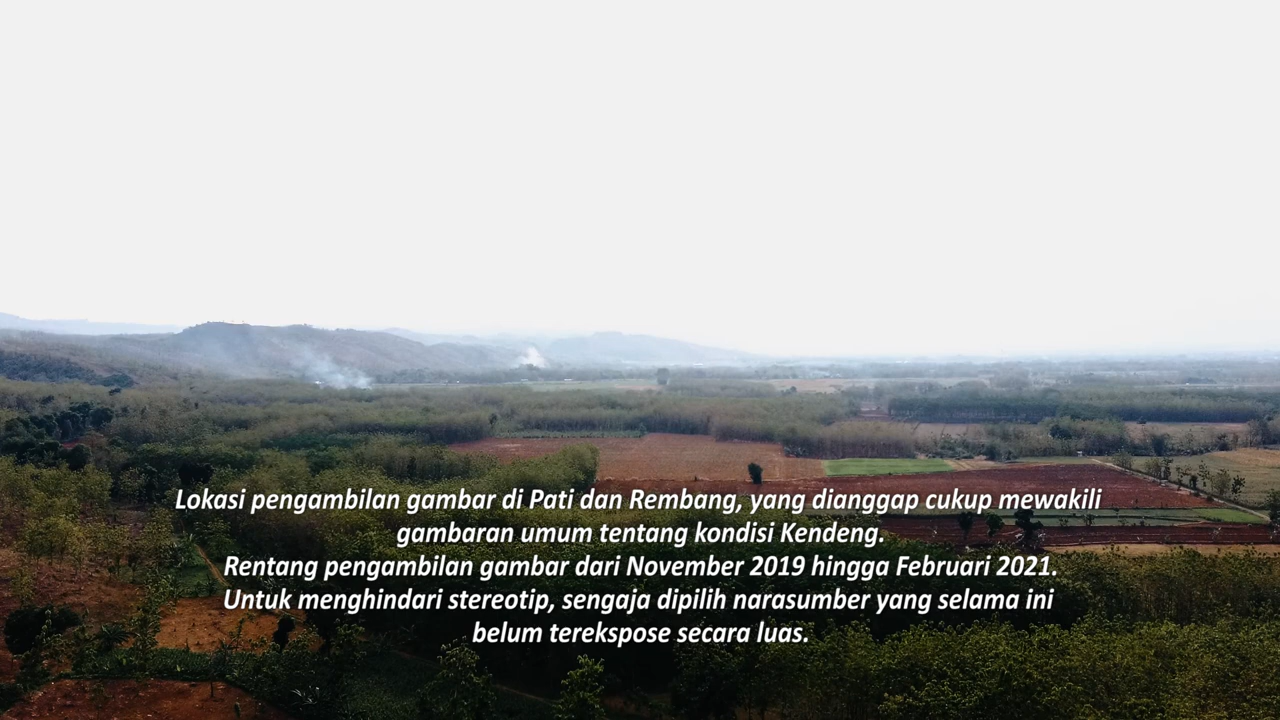 Lokasi pengambilan gambar di Pati dan Rembang, yang dianggap cukup mewakili
gambaran umum tentang kondisi Kendeng.
Rentang pengambilan gambar dari November 2019 hingga Februari 2021.
Untuk menghindari stereotip, sengaja dipilih narasumber yang selama ini
belum terekspose secara luas.